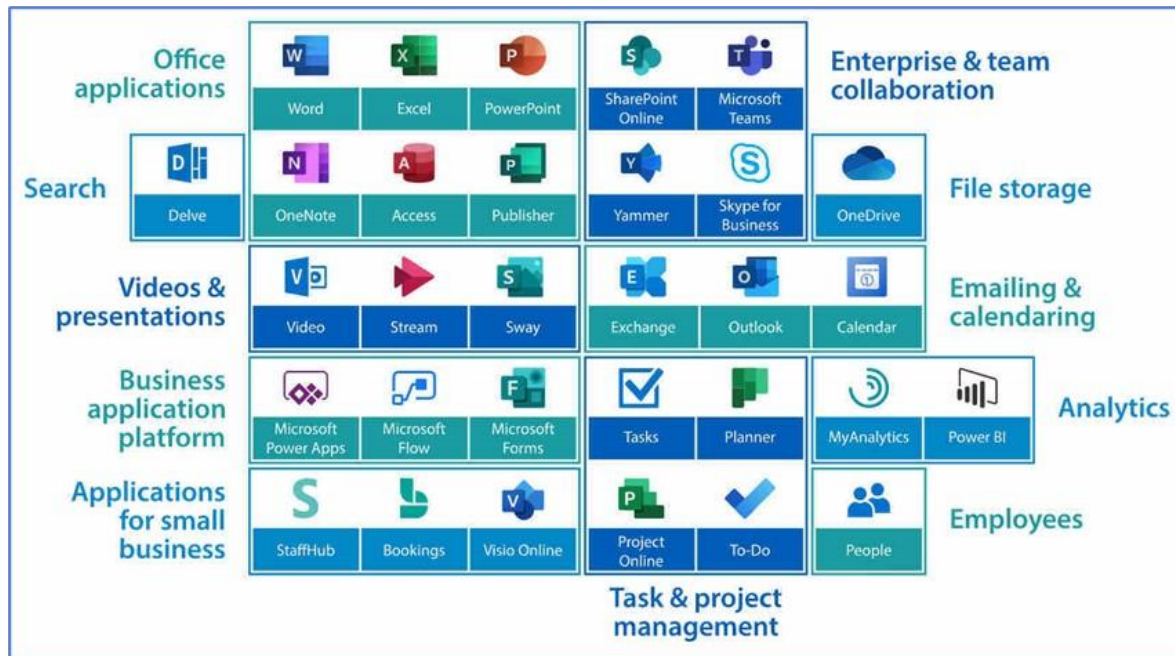 Office
applications
W
X
P
Word
Excel
PowerPoint
S
T
SharePoint
Online
Microsoft
Teams
Enterprise & team
collaboration
Search
D
Delve
N
A
P
OneNote
Access
Publisher
Y
S
Yammer
Skype for
Business
OneDrive
File storage
Videos &
presentations
V
S
Video
Stream
Sway
E
O
Exchange
Outlook
Calendar
Emailing &
calendaring
Business
application
platform
F
Microsoft
Power Apps
Microsoft
Flow
Microsoft
Forms
Tasks
Planner
MyAnalytics
Power BI
Analytics
Applications
for small
business
S
V
StaffHub
Bookings
Visio Online
P
Project
Online
To-Do
People
Employees
Task & project
management